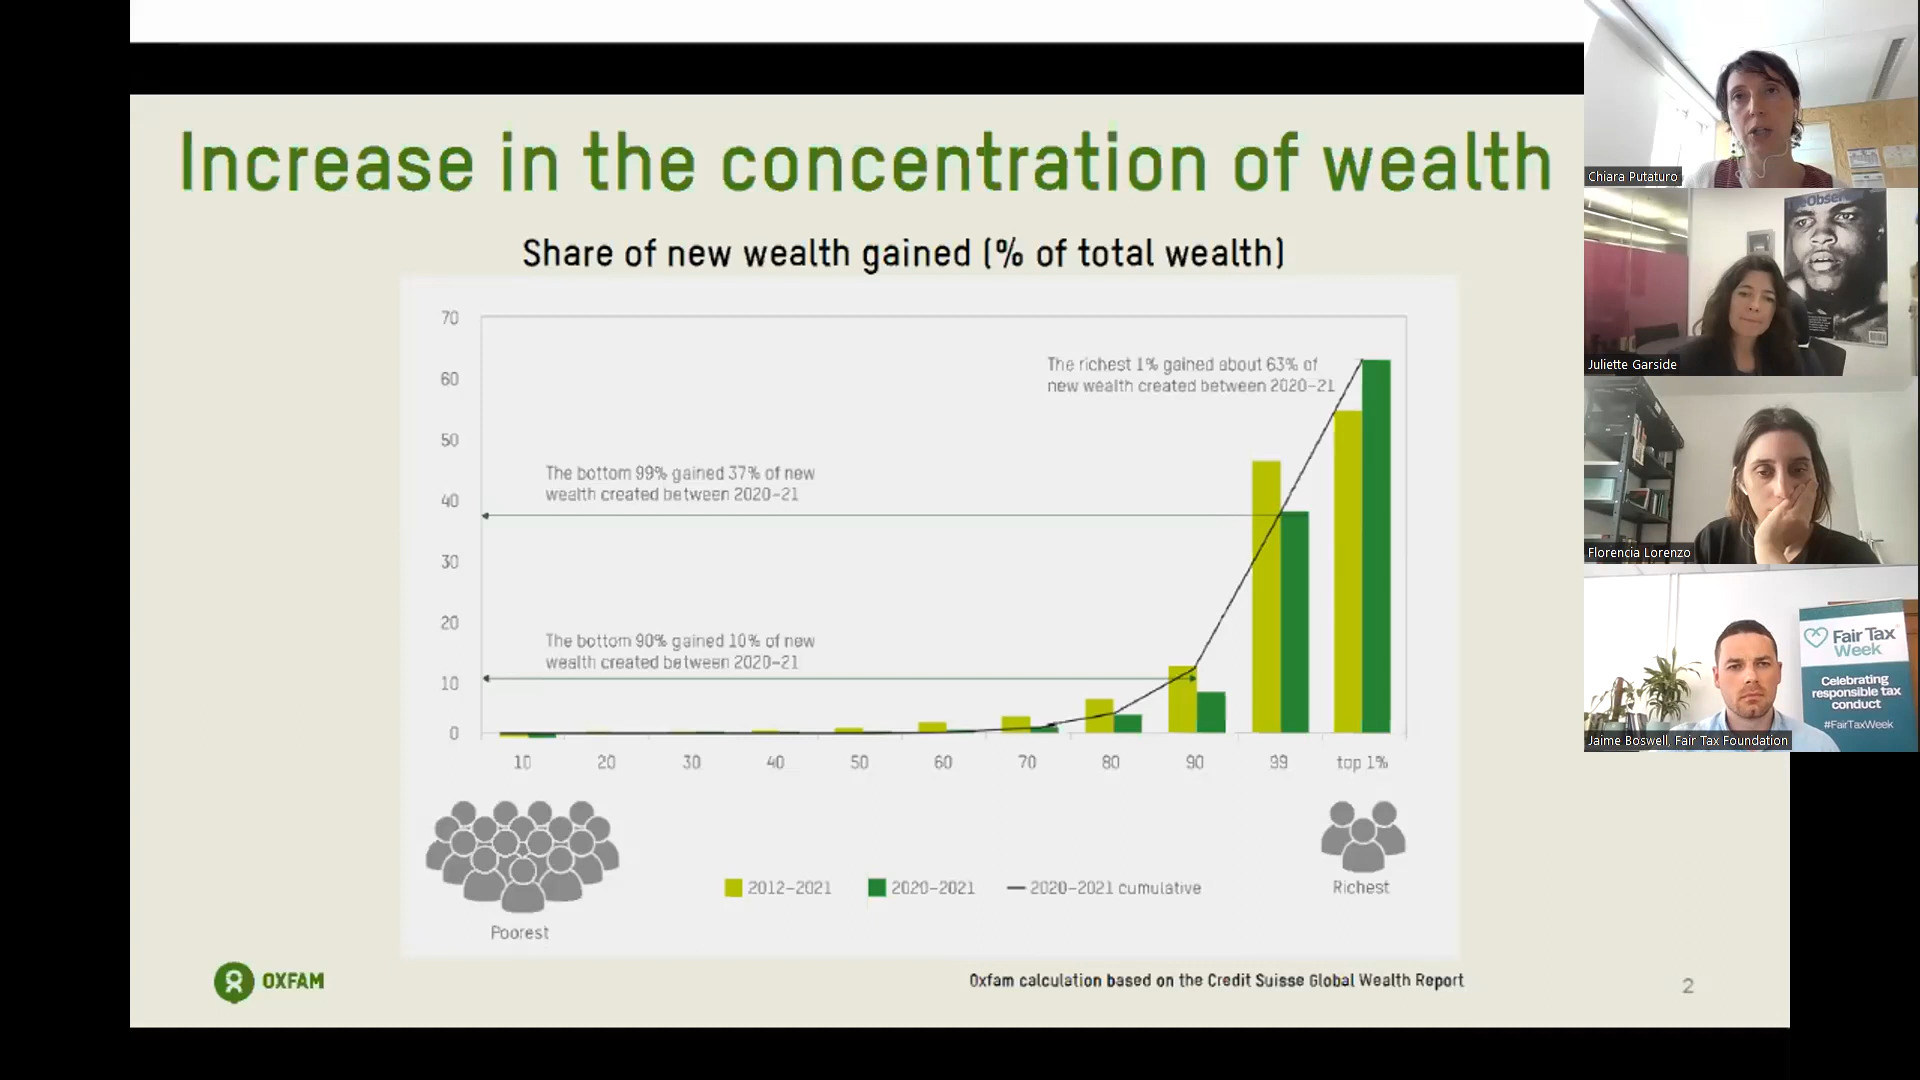 Increase in the concentration of wealth
Share of new wealth gained (% of total wealth)
70
60
50
40
30
20
10
0
The richest 1% gained about 63% of
new wealth created between 2020–21
The bottom 99% gained 37% of new
wealth created between 2020–21
The bottom 90% gained 10% of new
wealth created between 2020–21
10 20 30 40 50 60 70 80 90 99 top 1%
Poorest
Richest
2012–2021 2020–2021 2020–2021 cumulative
OXFAM
Oxfam calculation based on the Credit Suisse Global Wealth Report
2
Chiara Putaturo
Juliette Garside
Florencia Lorenzo
Fair Tax
Week
Celebrating
responsible tax
conduct
#FairTaxWeek
Jaime Boswell, Fair Tax Foundation